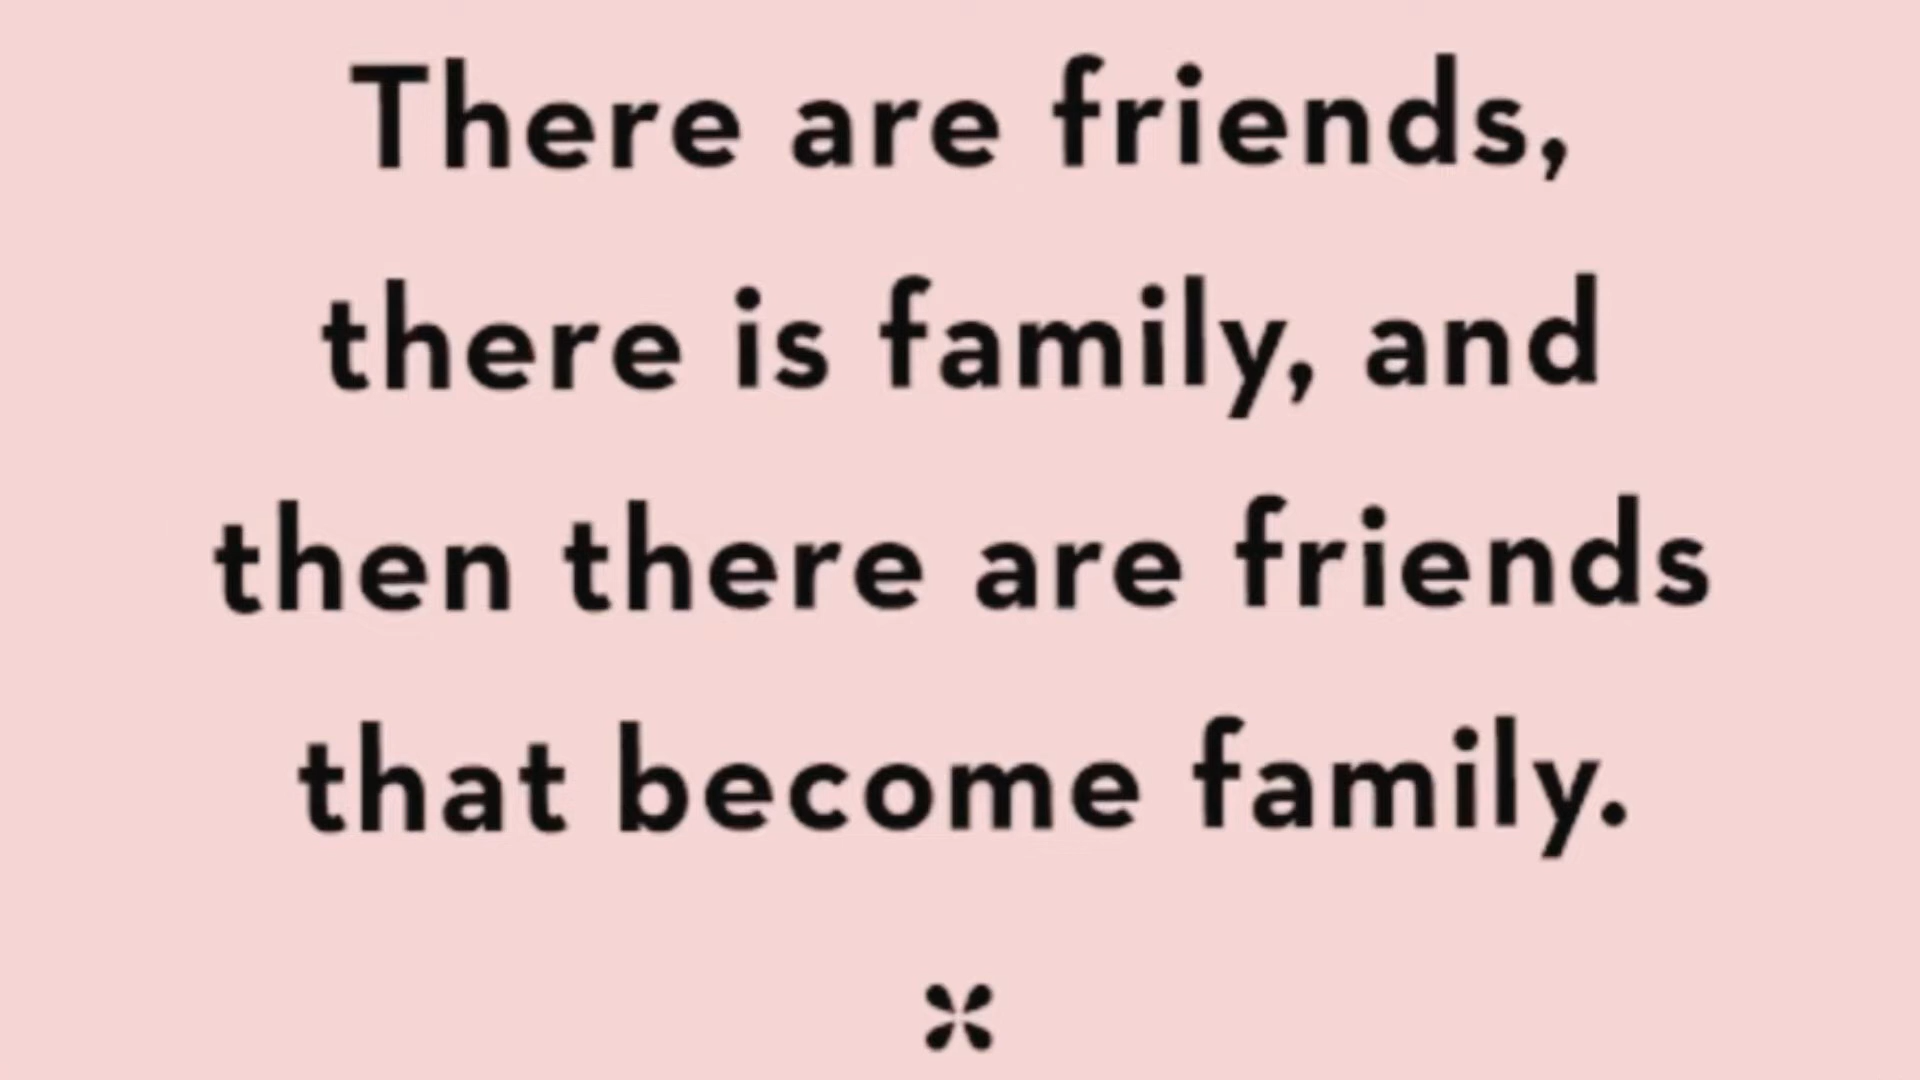 There are friends,
there is family, and
then there are friends
that become family.